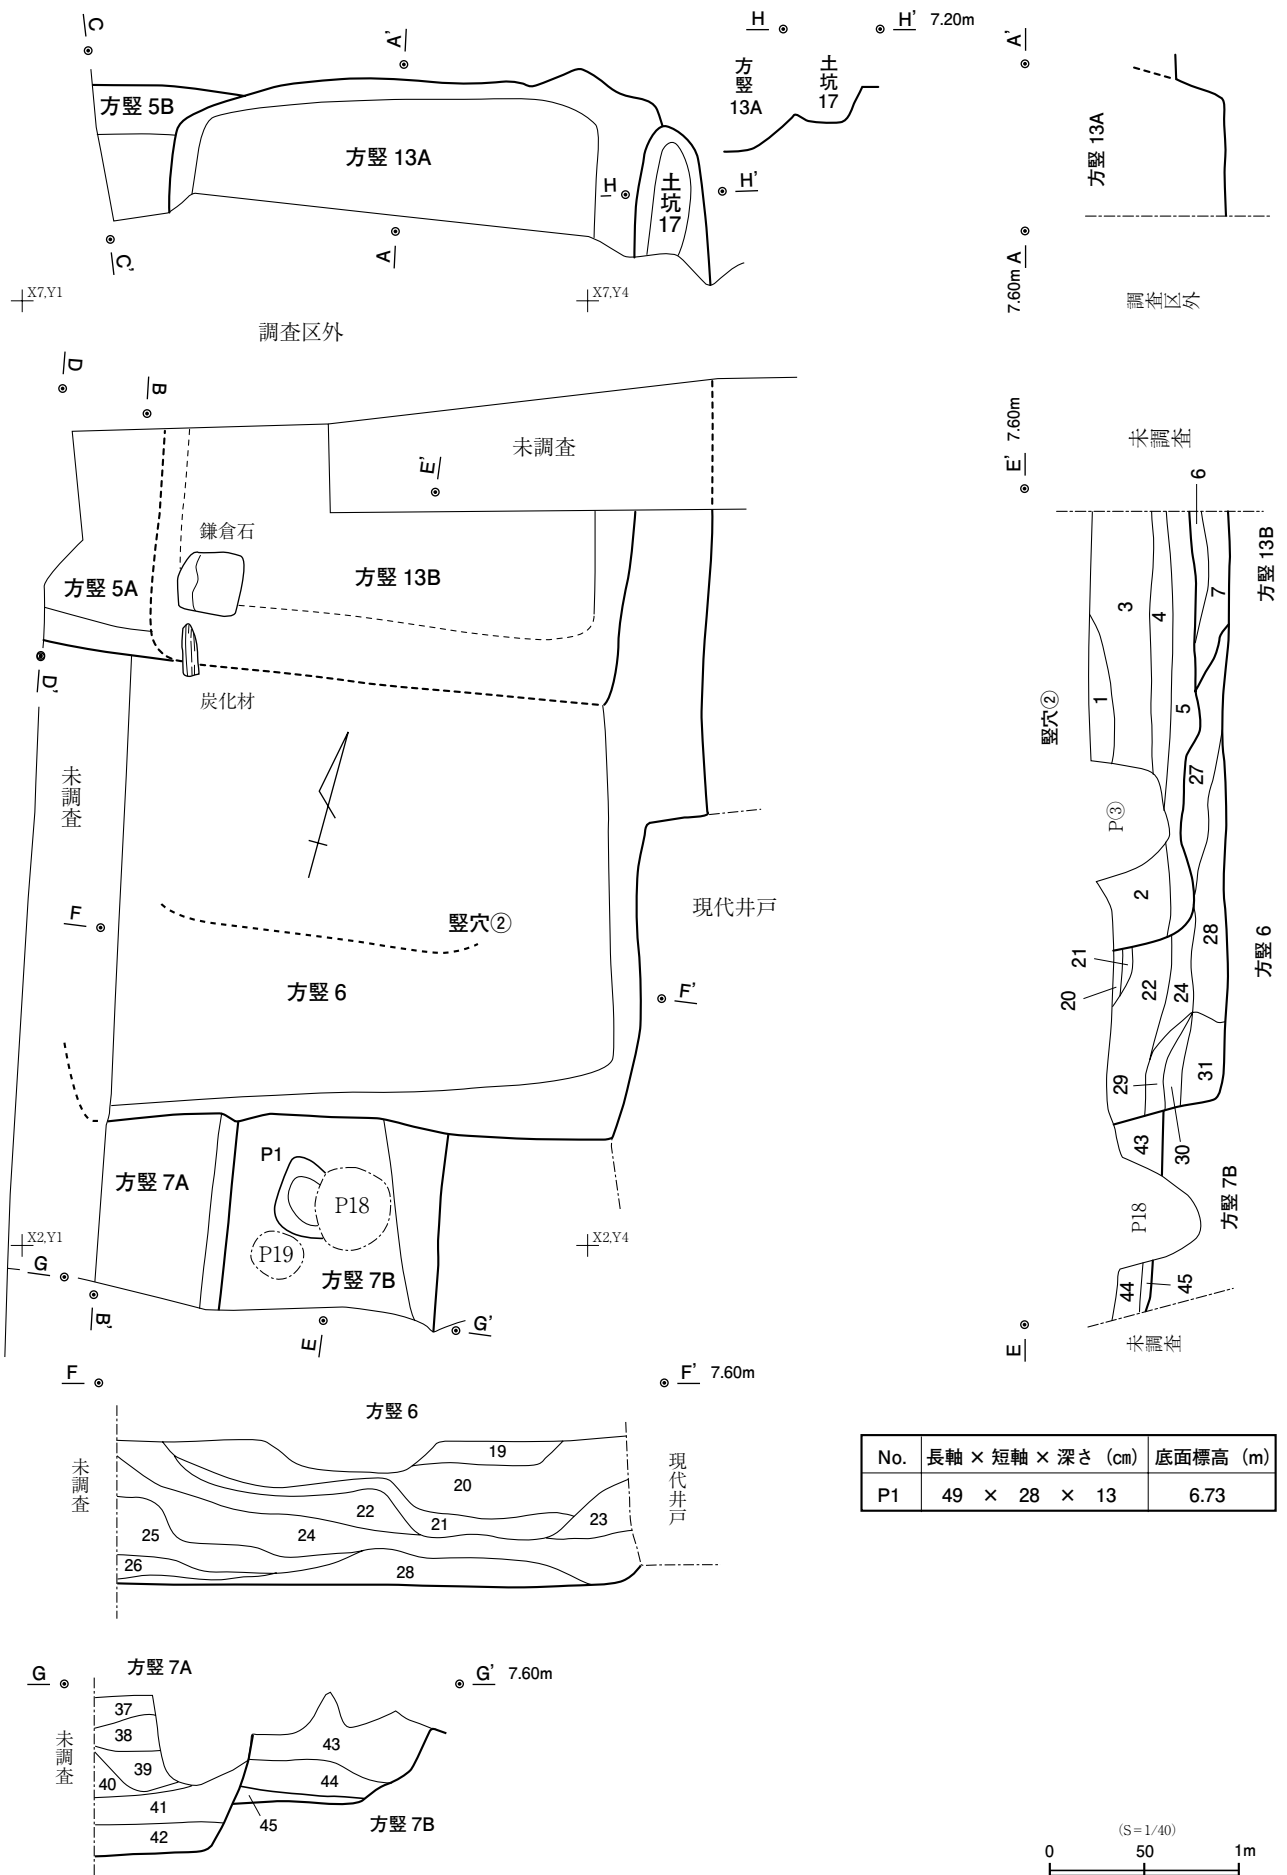 C
A'
H
H' 7.20m
A'
方竪 5B
方竪 13A
土坑 17
方竪 13A
土坑 17
H
H'
方竪 13A
C'
A
7.60m A
調査区外
X7,Y1
X7,Y4
調査区外
D
B
E' 7.60m
未調査
未調査
E'
鎌倉石
方竪 5A
方竪 13B
D'
炭化材
未調査
F
竪穴②
方竪 6
F'
現代井戸
竪穴②
1
3
4
5
6
7
方竪 13B
27
P③
2
28
方竪 6
21
20
22
24
29
30
31
43
P18
方竪 7B
44
45
E
未調査
方竪 7A
P1
P18
P19
方竪 7B
X2,Y1
X2,Y4
G
B'
E
G'
F
F' 7.60m
方竪 6
未調査
19
20
22
21
23
25
24
26
28
現代井戸
No. 長軸 × 短軸 × 深さ (㎝) 底面標高 (m)
P1 49 × 28 × 13 6.73
方竪 7A
G
G' 7.60m
未調査
37
38
39
40
41
42
43
44
45
方竪 7B
(S=1/40)
0 50 1m